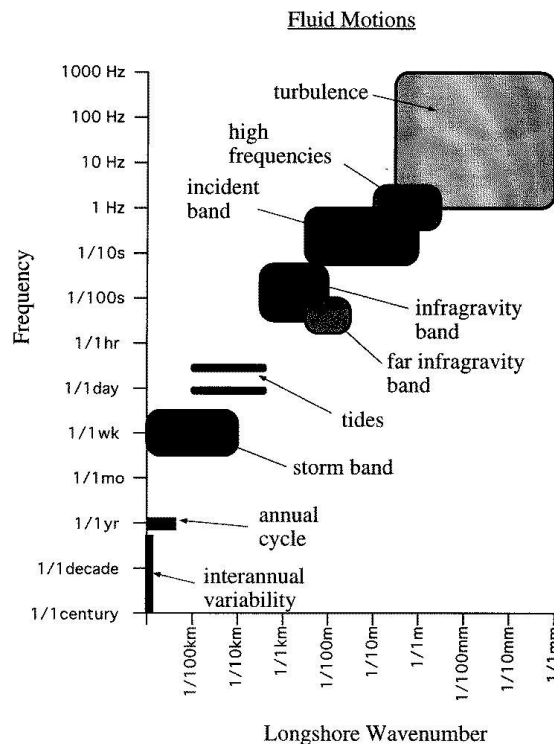 Fluid Motions
1000 Hz
100 Hz
10 Hz
1 Hz
1/10s
1/100s
1/1hr
1/1day
1/1wk
1/1mo
1/1yr
1/1decade
1/1century
Frequency
turbulence
high
frequencies
incident
band
infragravity
band
far infragravity
band
tides
storm band
annual
cycle
interannual
variability
1/100km
1/10km
1/1km
1/100m
1/10m
1/1m
1/100mm
1/10mm
1/1mm
Longshore Wavenumber